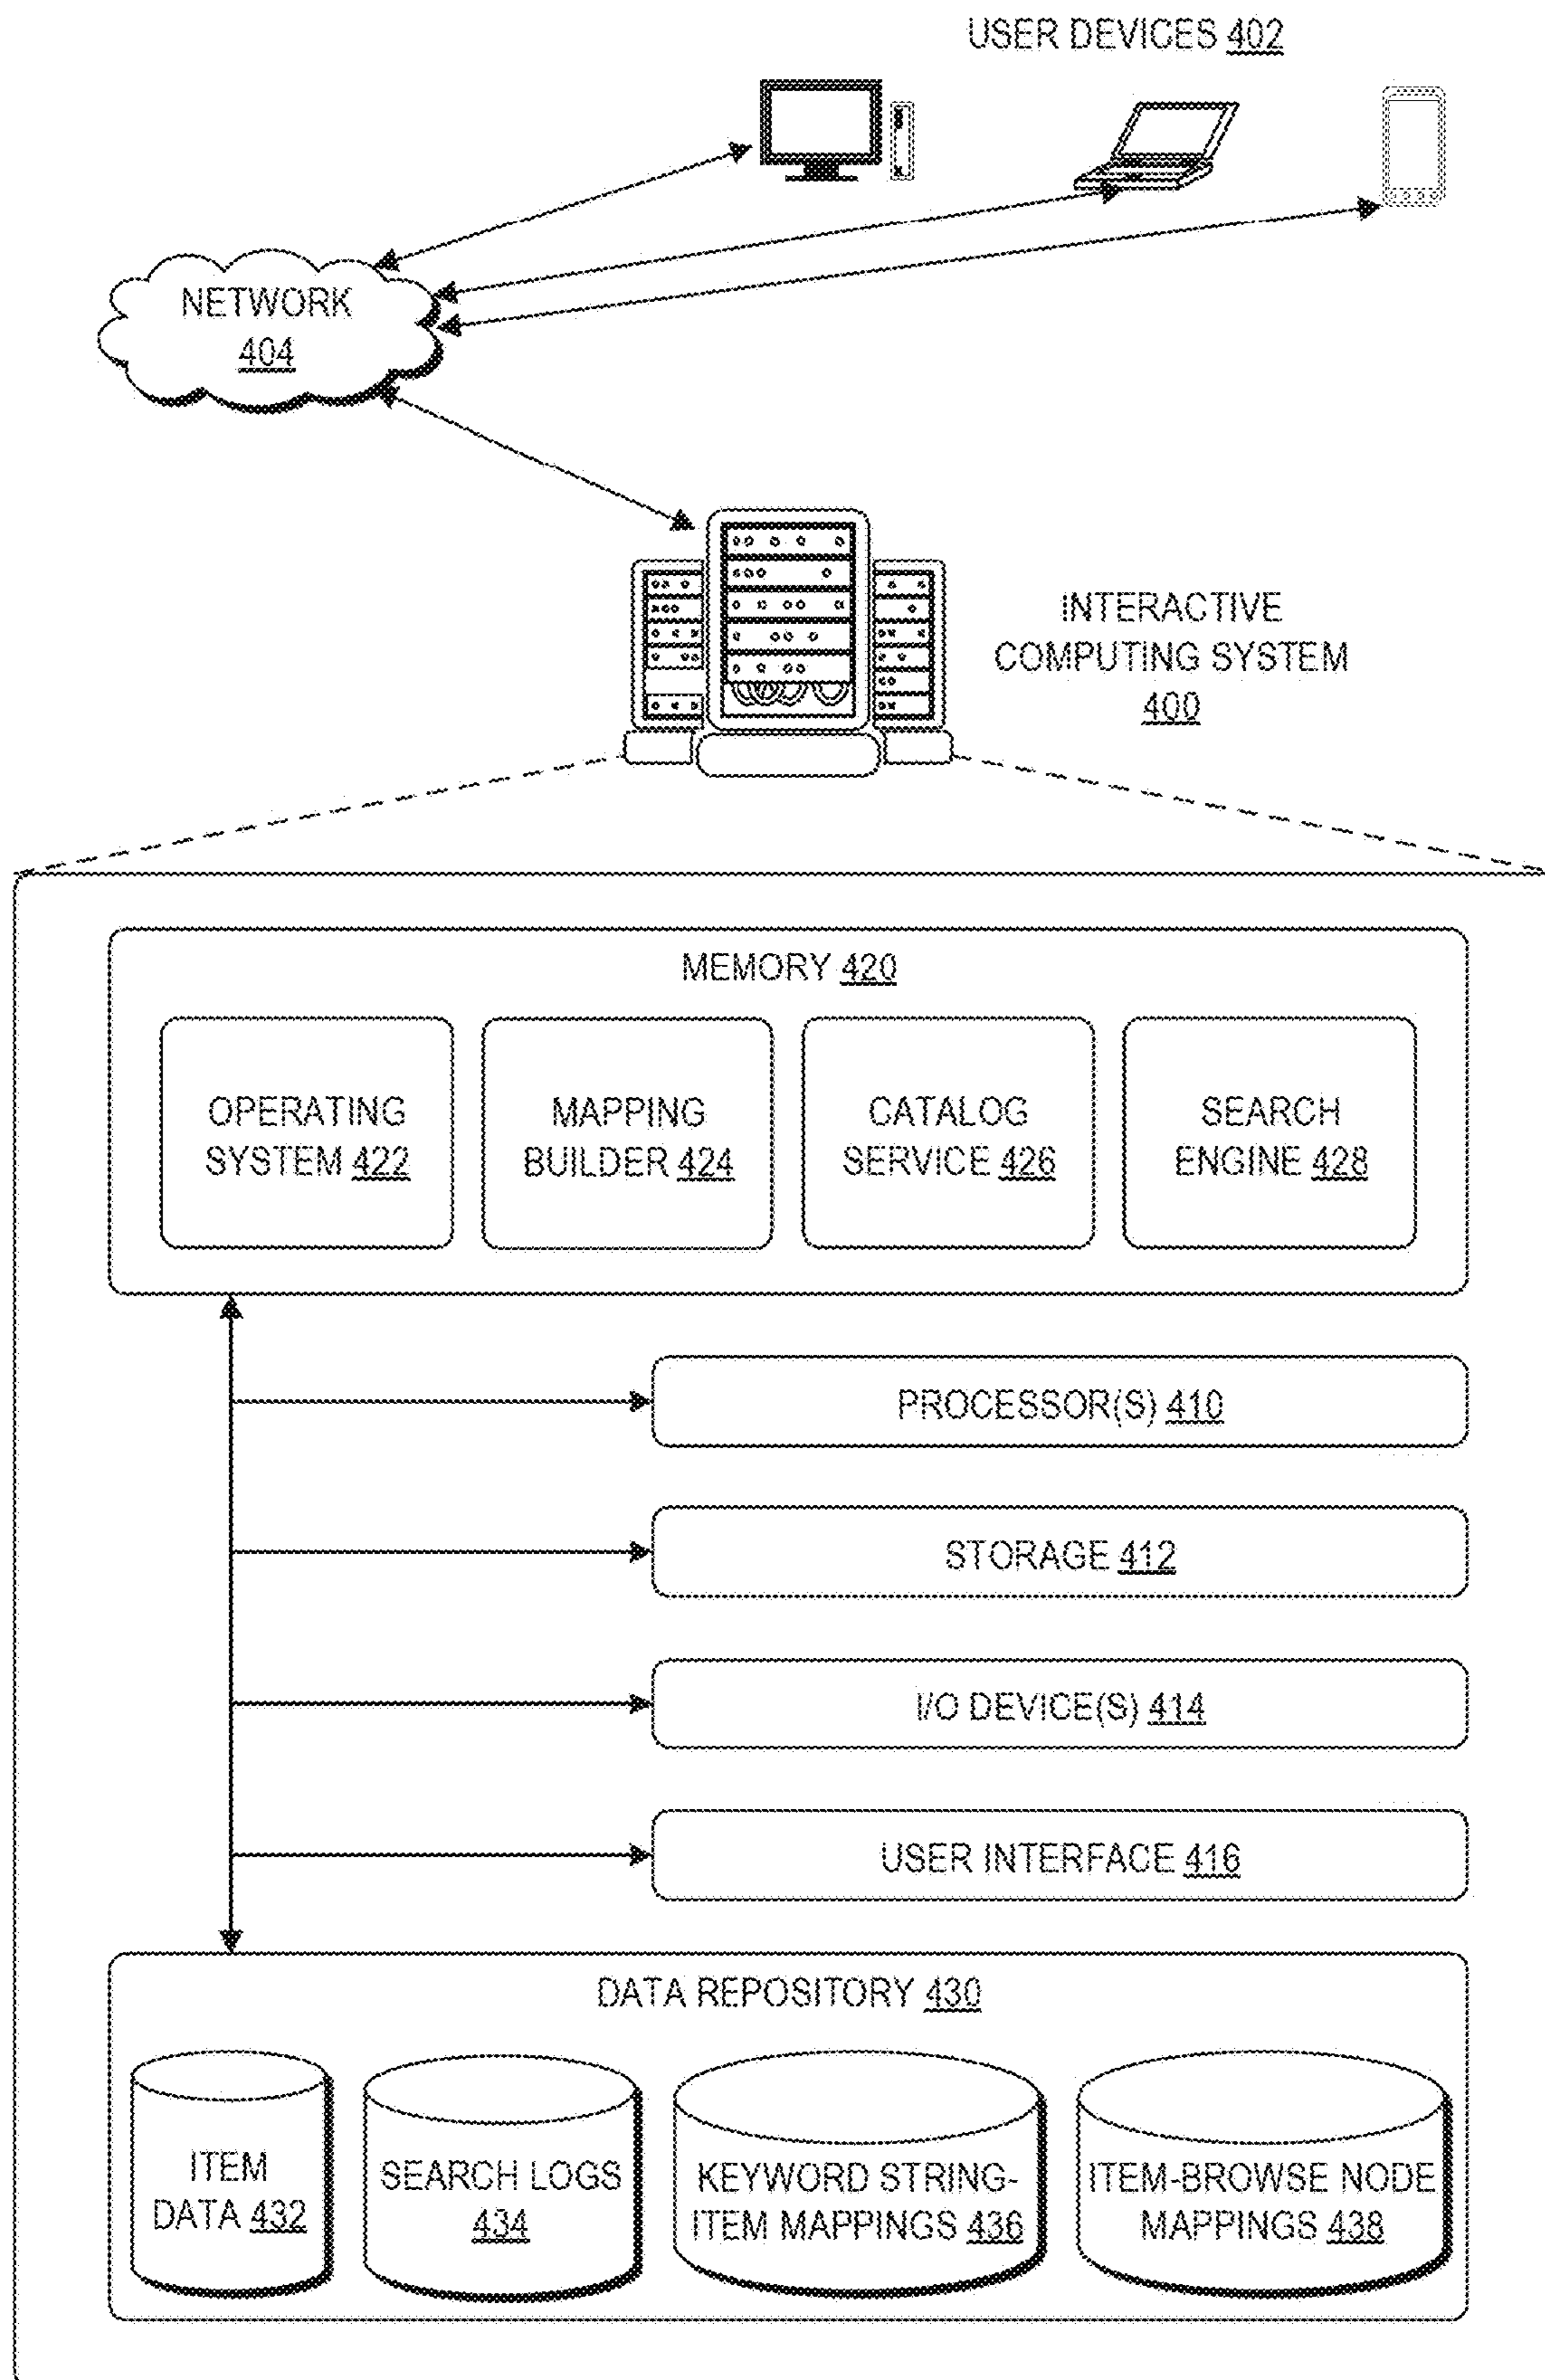 USER DEVICES 402
NETWORK
404
INTERACTIVE
COMPUTING SYSTEM
400
MEMORY 420
OPERATING
SYSTEM 422
MAPPING
BUILDER 424
CATALOG
SERVICE 426
SEARCH
ENGINE 428
PROCESSOR(S) 410
STORAGE 412
I/O DEVICE(S) 414
USER INTERFACE 416
DATA REPOSITORY 430
ITEM
DATA 432
SEARCH LOGS
434
KEYWORD STRING-
ITEM MAPPINGS 436
ITEM-BROWSE NODE
MAPPINGS 438